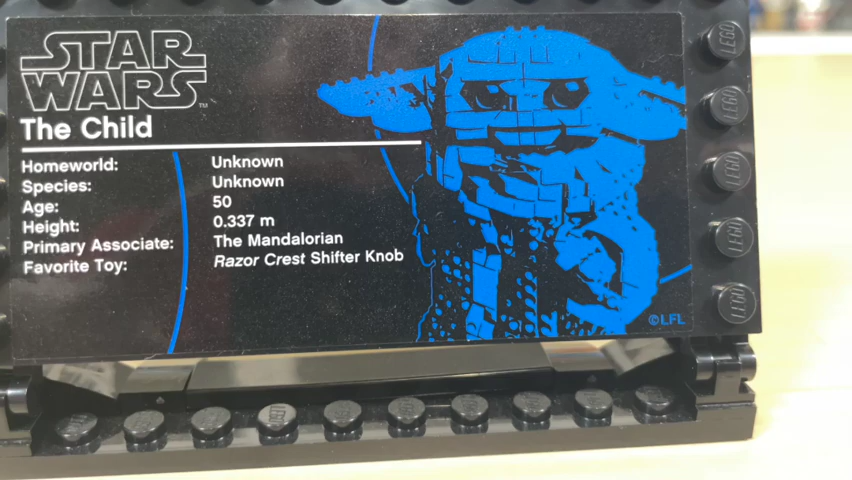 STAR
WARS™
The Child
Homeworld: Unknown
Species: Unknown
Age: 50
Height: 0.337 m
Primary Associate: The Mandalorian
Favorite Toy: Razor Crest Shifter Knob
©LFL
LEGO
LEGO
LEGO
LEGO
LEGO